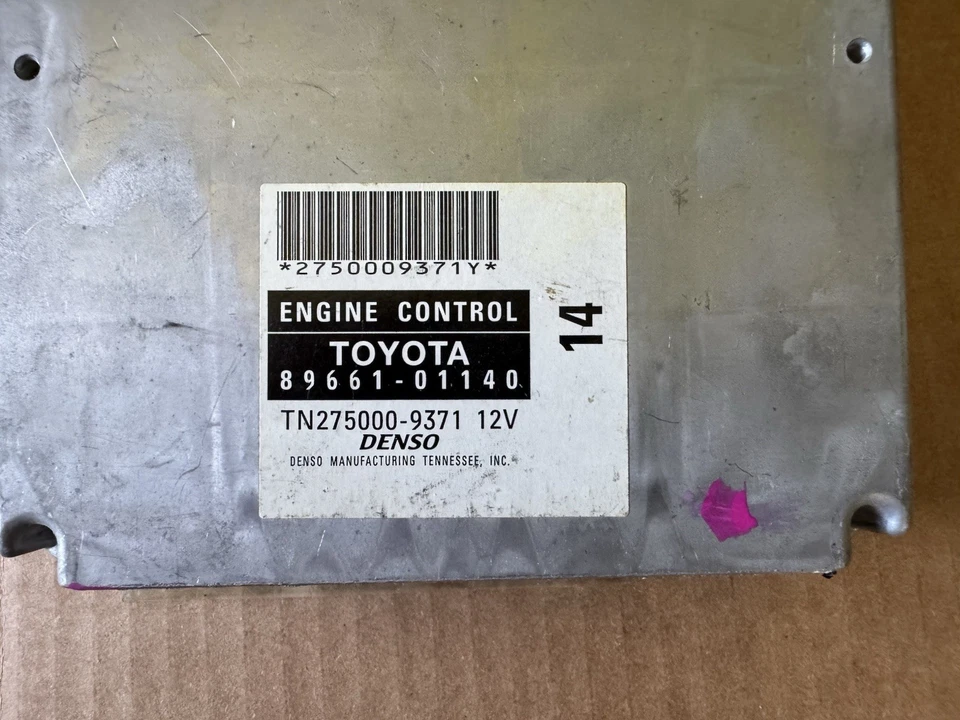 *2750009371Y*
ENGINE CONTROL
TOYOTA
89661-01140
14
TN275000-9371 12V
DENSO
DENSO MANUFACTURING TENNESSEE, INC.